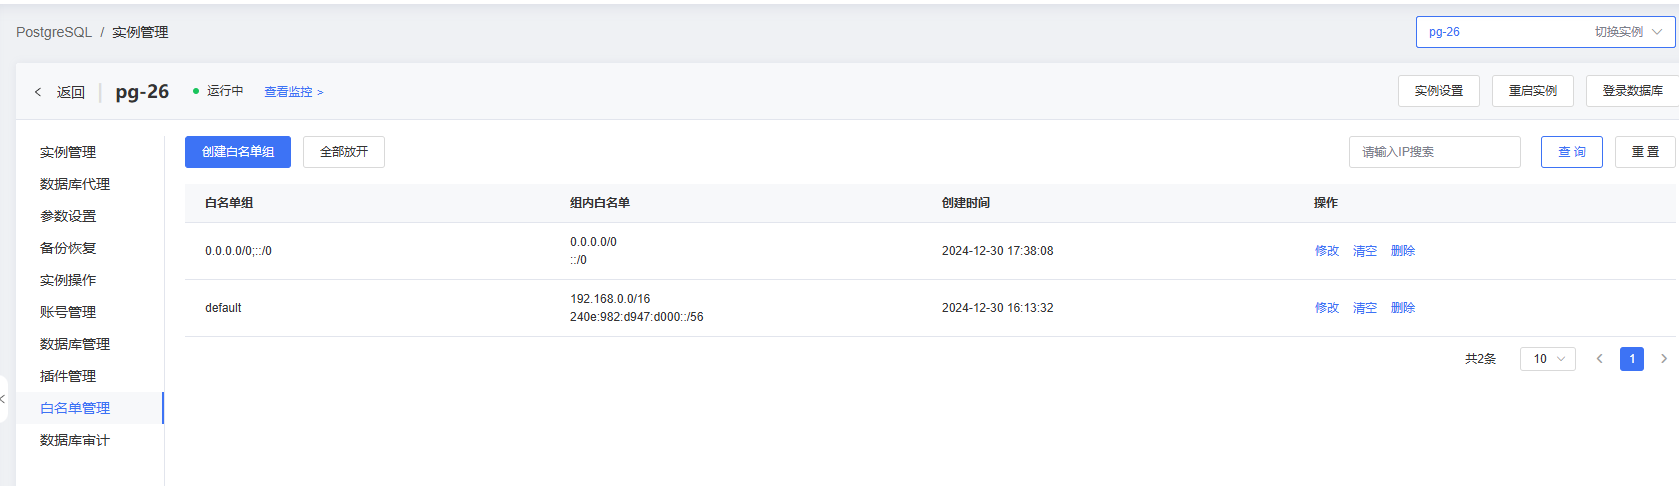 PostgreSQL / 实例管理
pg-26 切换实例
< 返回 pg-26 运行中 查看监控 >
实例设置 重启实例 登录数据库
实例管理
数据库代理
参数设置
备份恢复
实例操作
账号管理
数据库管理
插件管理
白名单管理
数据库审计
创建白名单组 全部放开 请输入IP搜索 查 询 重 置
白名单组 组内白名单 创建时间 操作
0.0.0.0/0;::/0 0.0.0.0/0 2024-12-30 17:38:08 修改 清空 删除
::/0
default 192.168.0.0/16 2024-12-30 16:13:32 修改 清空 删除
240e:982:d947:d000::/56
共2条 10 < 1 >